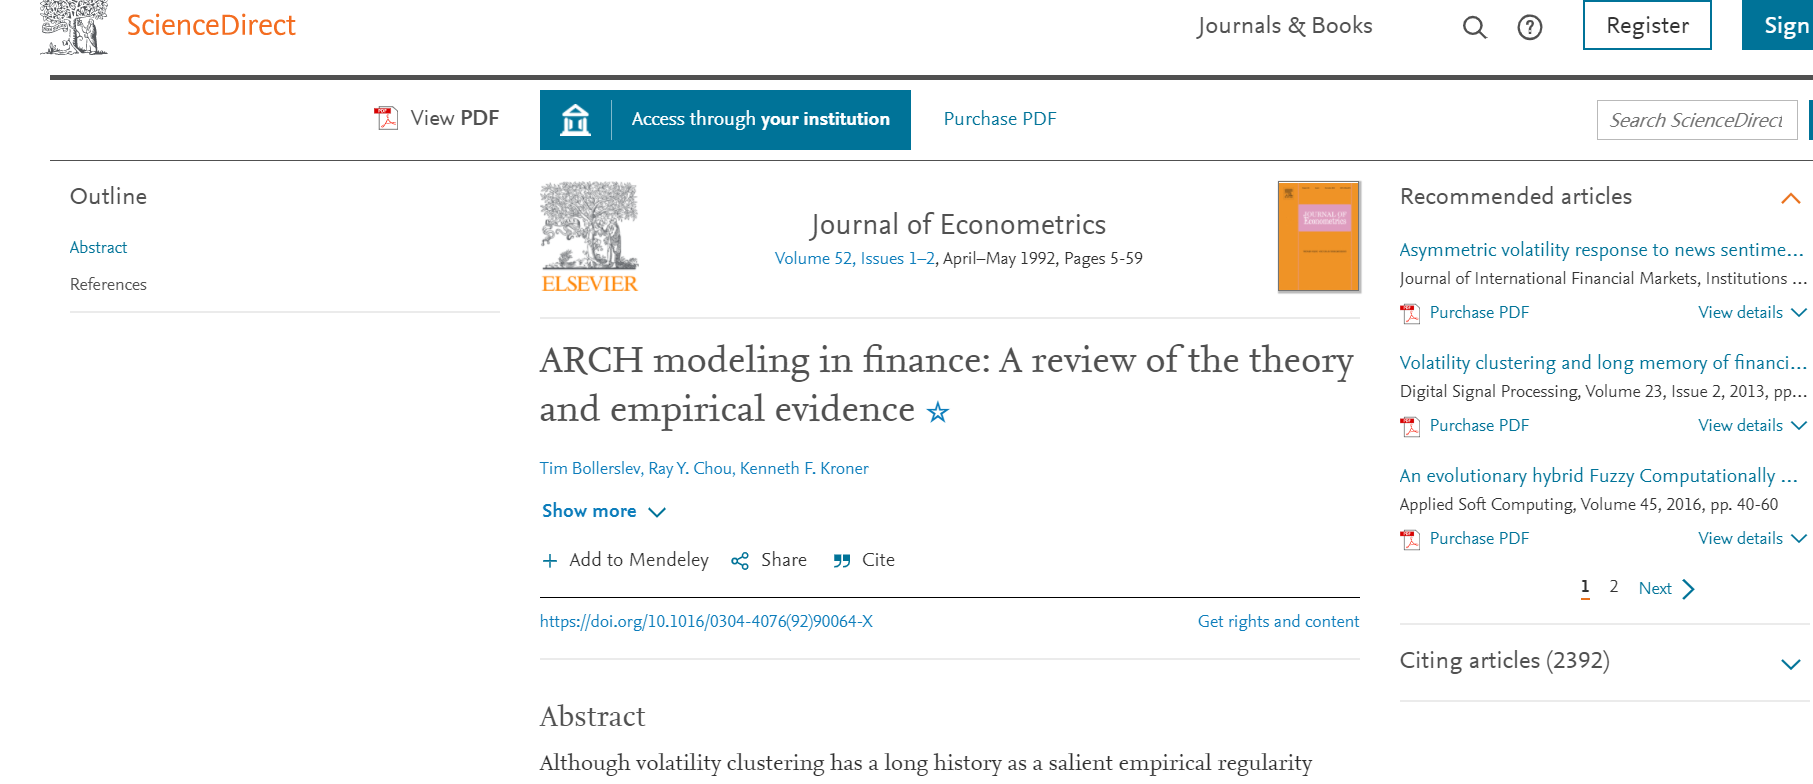 ScienceDirect
Journals & Books
Register
Sign
View PDF
Access through your institution
Purchase PDF
Search ScienceDirect
Outline
Abstract
References
ELSEVIER
Journal of Econometrics
Volume 52, Issues 1–2, April–May 1992, Pages 5-59
JOURNAL OF
Econometrics
ARCH modeling in finance: A review of the theory
and empirical evidence ☆
Tim Bollerslev, Ray Y. Chou, Kenneth F. Kroner
Show more
Add to Mendeley
Share
Cite
https://doi.org/10.1016/0304-4076(92)90064-X
Get rights and content
Abstract
Although volatility clustering has a long history as a salient empirical regularity
Recommended articles
Asymmetric volatility response to news sentime...
Journal of International Financial Markets, Institutions ...
Purchase PDF
View details
Volatility clustering and long memory of financi...
Digital Signal Processing, Volume 23, Issue 2, 2013, pp...
Purchase PDF
View details
An evolutionary hybrid Fuzzy Computationally ...
Applied Soft Computing, Volume 45, 2016, pp. 40-60
Purchase PDF
View details
1 2 Next
Citing articles (2392)